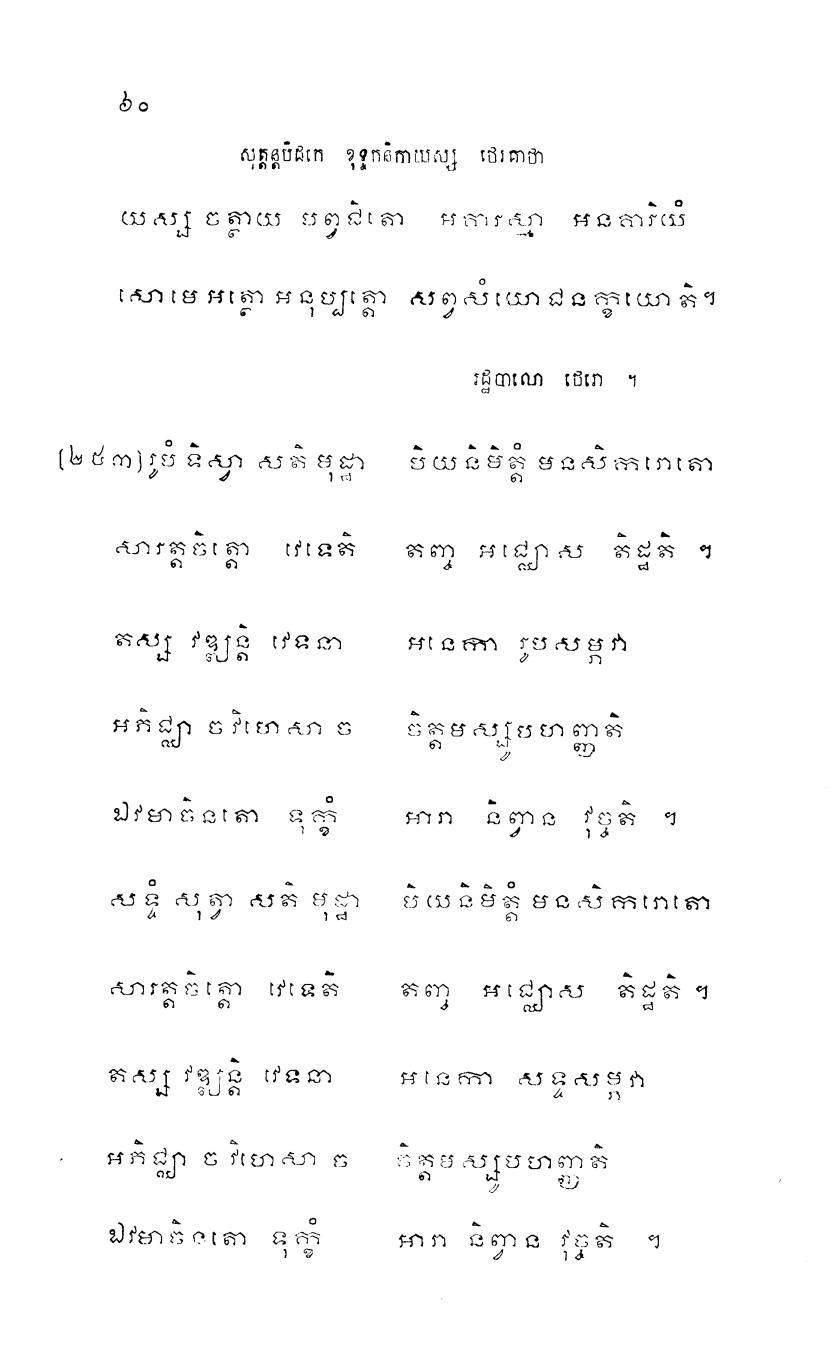 ៦០
សុត្តន្តបិដកេ ខុទ្ទកនិកាយស្ស ថេរគាថា
យស្ស ចត្ថាយ បព្វជិតោ អគារស្មា អនគារិយំ
សោ មេ អត្ថោ អនុប្បត្តោ សព្វសំយោជនក្ខយោតិ។
រដ្ឋបាលោ ថេរោ ។
(២៥៣) រូបំ ទិស្វា សតិ មុដ្ឋា បិយនិមិត្តំ មនសិករោតោ
សារត្តចិត្តោ វេទេតិ តញ្ច អជ្ឈោស តិដ្ឋតិ ។
តស្ស វឌ្ឍន្តិ វេទនា អនេកា រូបសម្ភវា
អភិជ្ឈា ច វិហេសា ច ចិត្តមស្សូបហញ្ញតិ
ឯវមាចិនតោ ទុក្ខំ អារា និព្វាន វុច្ចតិ ។
សទ្ទំ សុត្វា សតិ មុដ្ឋា បិយនិមិត្តំ មនសិករោតោ
សារត្តចិត្តោ វេទេតិ តញ្ច អជ្ឈោស តិដ្ឋតិ ។
តស្ស វឌ្ឍន្តិ វេទនា អនេកា សទ្ទសម្ភវា
អភិជ្ឈា ច វិហេសា ច ចិត្តមស្សូបហញ្ញតិ
ឯវមាចិនតោ ទុក្ខំ អារា និព្វាន វុច្ចតិ ។